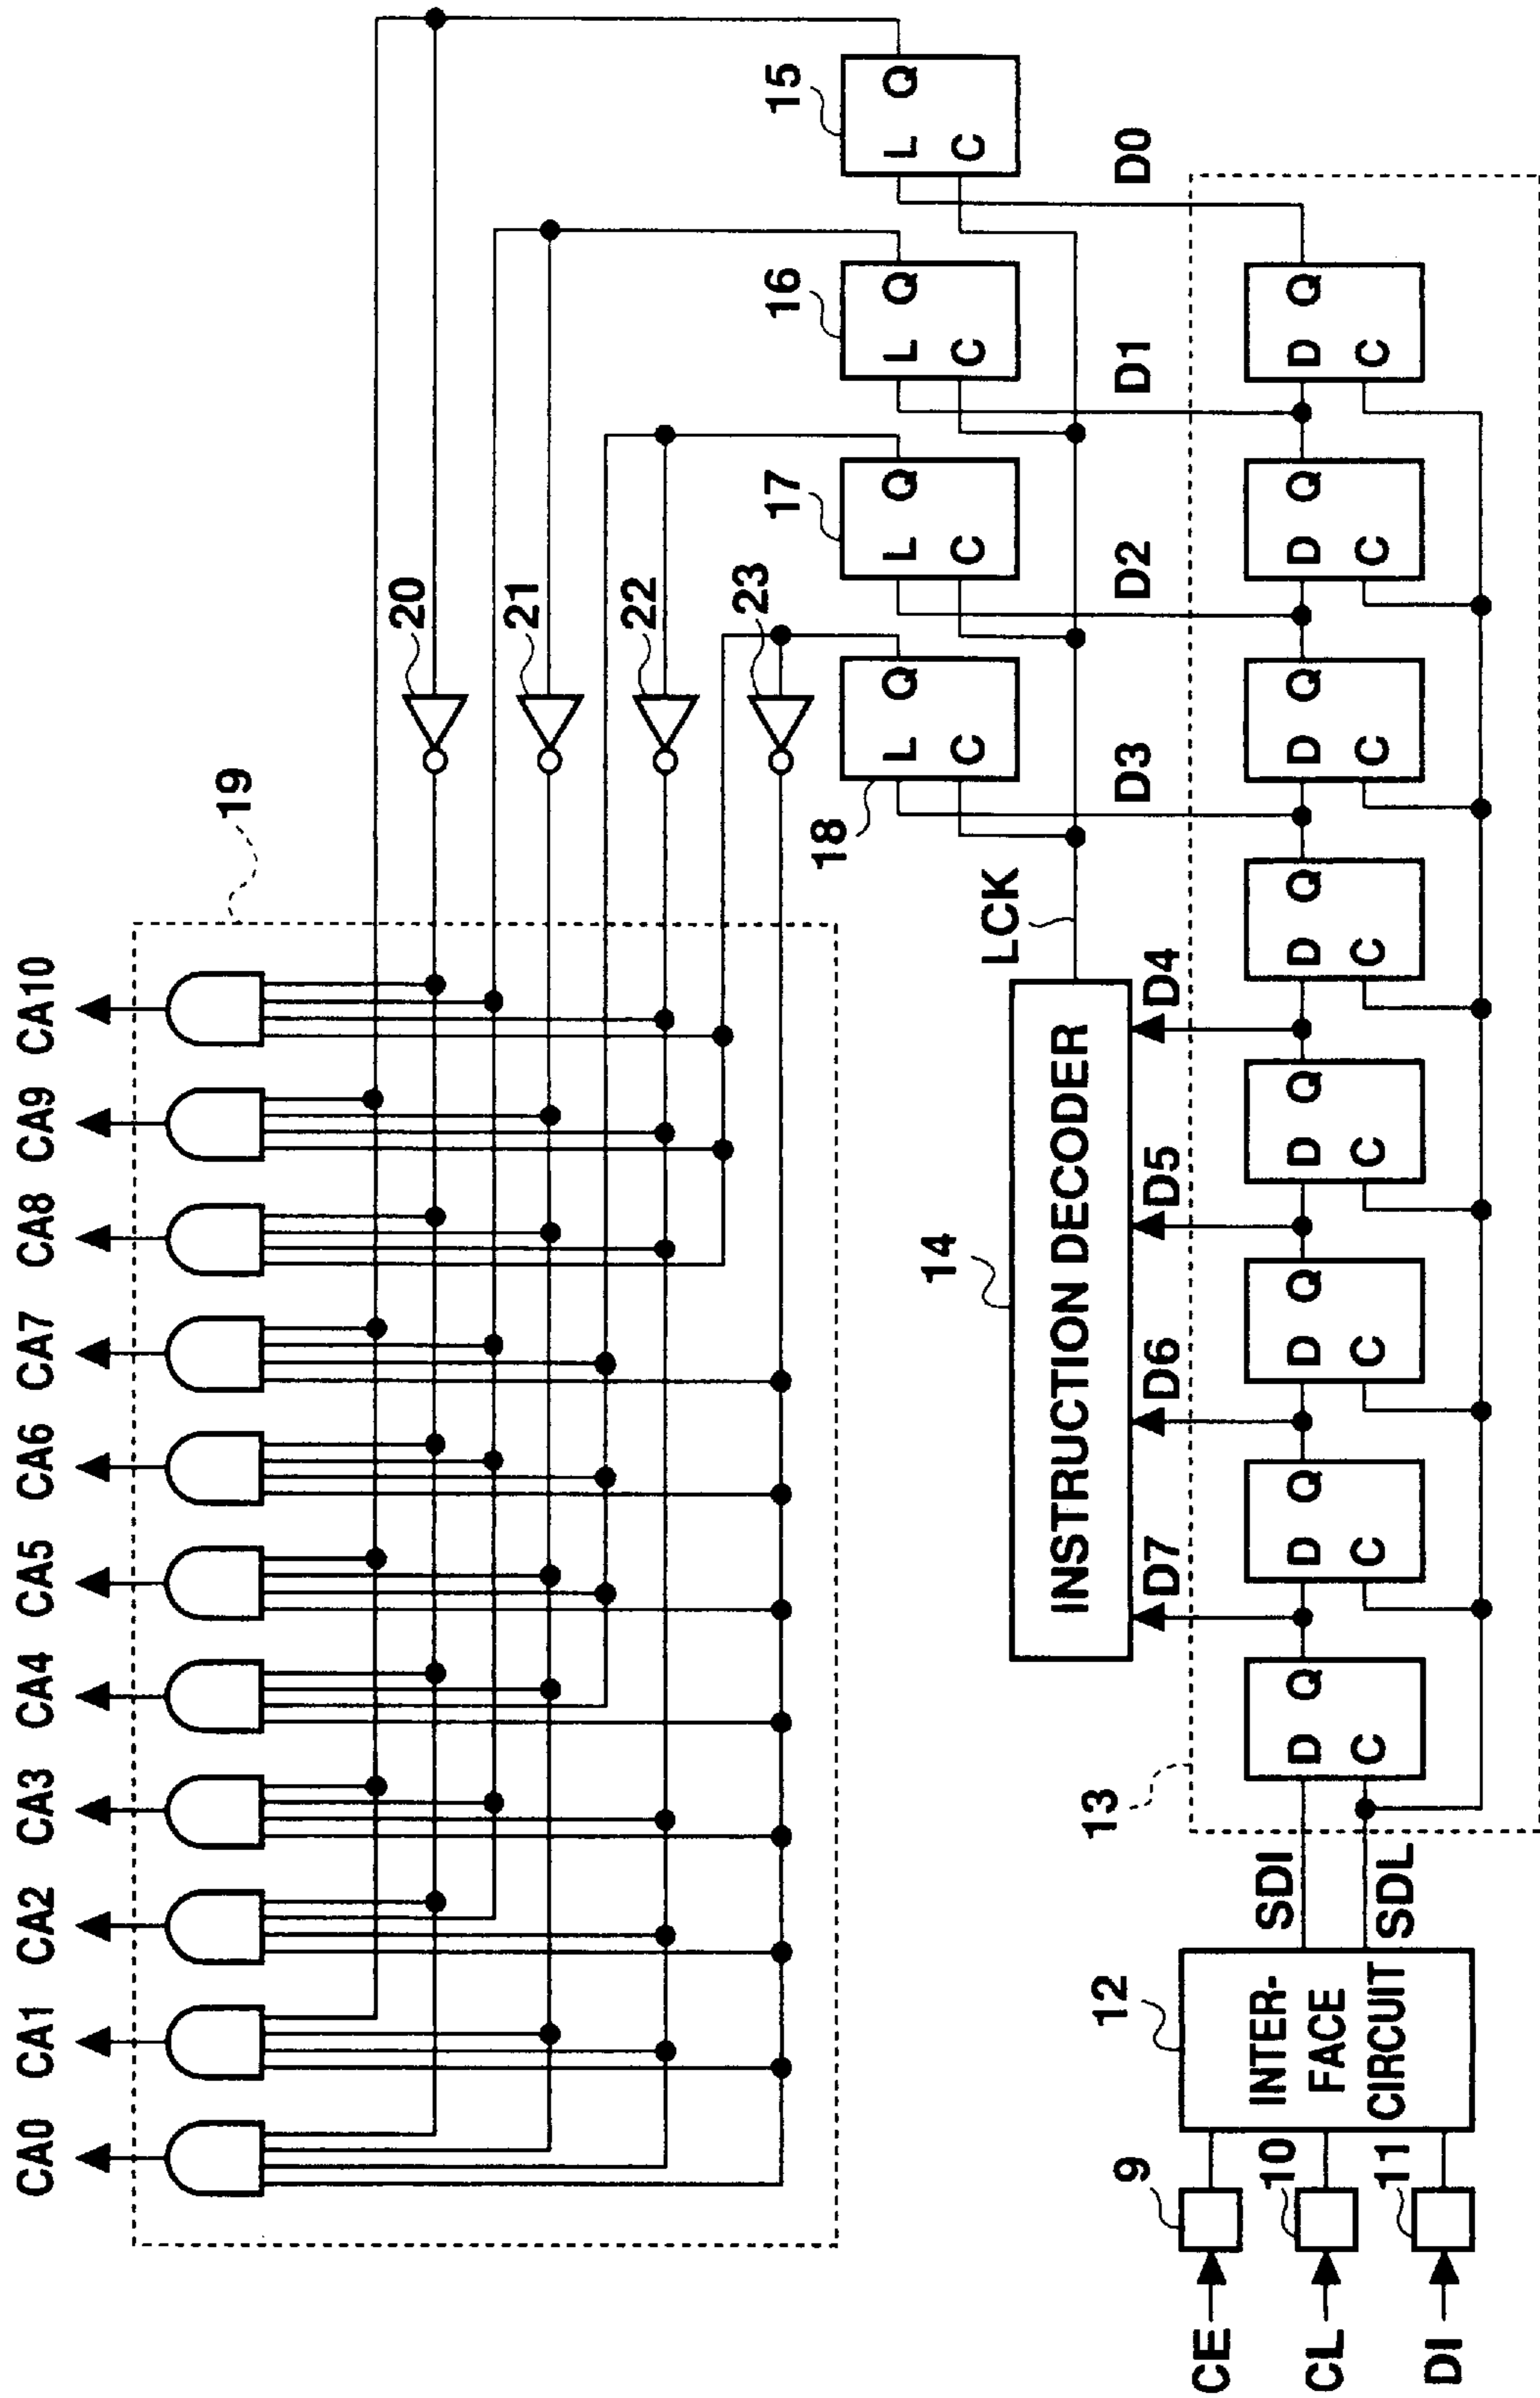 CA0 CA1 CA2 CA3 CA4 CA5 CA6 CA7 CA8 CA9 CA10
19
20
21
22
23
18 17 16 15
L Q L Q L Q L Q
C C C C
LCK
14
INSTRUCTION DECODER
D7 D6 D5 D4 D3 D2 D1 D0
13
D Q D Q D Q D Q D Q D Q D Q D Q
C C C C C C C C
SDI
SDL
12
INTER-
FACE
CIRCUIT
CE 9
CL 10
DI 11